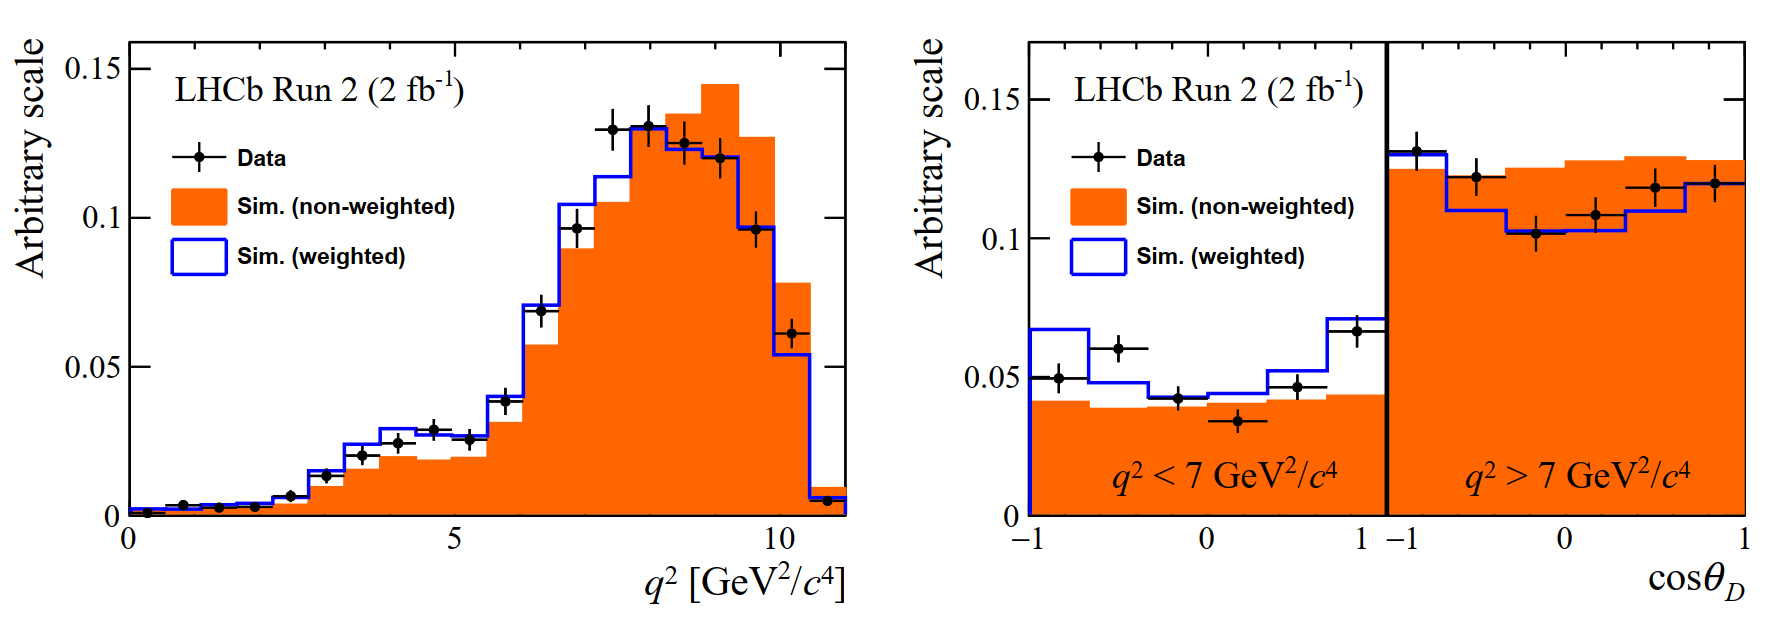 Arbitrary scale
0.15
0.1
0.05
0
LHCb Run 2 (2 fb⁻¹)
Data
Sim. (non-weighted)
Sim. (weighted)
0 5 10
q² [GeV²/c⁴]
Arbitrary scale
0.15
0.1
0.05
0
LHCb Run 2 (2 fb⁻¹)
Data
Sim. (non-weighted)
Sim. (weighted)
q² < 7 GeV²/c⁴ q² > 7 GeV²/c⁴
−1 0 1 −1 0 1
cosθ_D